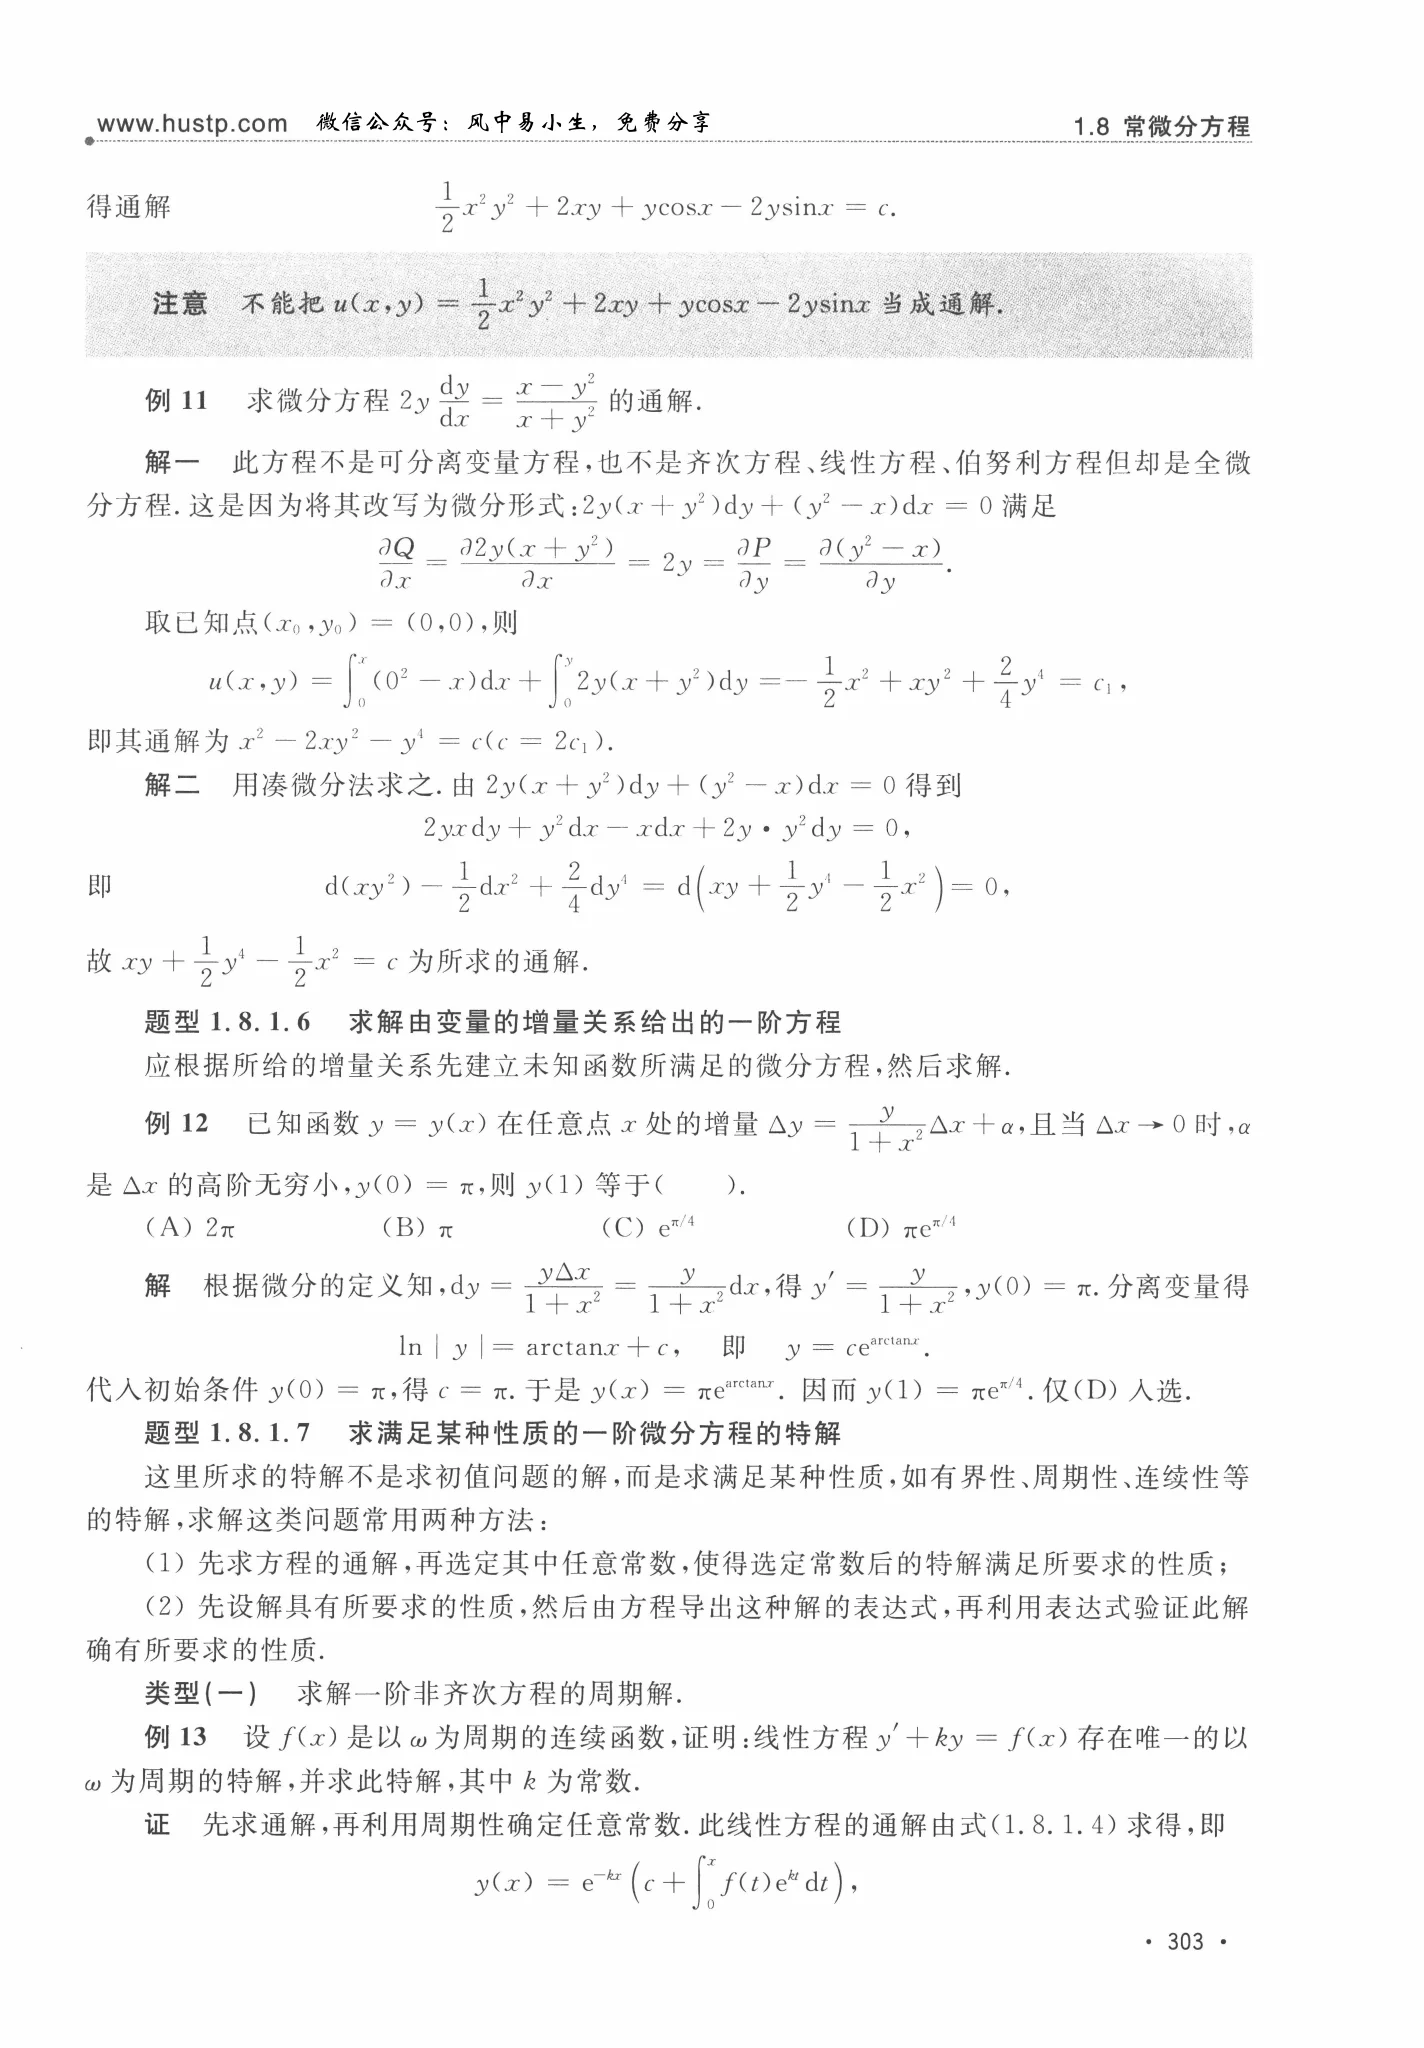 www.hustp.com 微信公众号：风中易小生，免费分享 1.8 常微分方程
得通解 $\frac{1}{2}x^2y^2+2xy+y\cos x-2y\sin x=c.$
注意 不能把 $u(x,y)=\frac{1}{2}x^2y^2+2xy+y\cos x-2y\sin x$ 当成通解.
例 11 求微分方程 $2y\frac{dy}{dx}=\frac{x-y^2}{x+y^2}$ 的通解.
解一 此方程不是可分离变量方程,也不是齐次方程、线性方程、伯努利方程但却是全微
分方程. 这是因为将其改写为微分形式:$2y(x+y^2)dy+(y^2-x)dx=0$ 满足
$\frac{\partial Q}{\partial x}=\frac{\partial 2y(x+y^2)}{\partial x}=2y=\frac{\partial P}{\partial y}=\frac{\partial(y^2-x)}{\partial y}.$
取已知点$(x_0,y_0)=(0,0)$,则
$u(x,y)=\int_0^x(0^2-x)dx+\int_0^y2y(x+y^2)dy=-\frac{1}{2}x^2+xy^2+\frac{2}{4}y^4=c_1,$
即其通解为 $x^2-2xy^2-y^4=c(c=2c_1).$
解二 用凑微分法求之. 由 $2y(x+y^2)dy+(y^2-x)dx=0$ 得到
$2yxdy+y^2dx-xdx+2y\cdot y^2dy=0,$
即 $d(xy^2)-\frac{1}{2}dx^2+\frac{2}{4}dy^4=d\left(xy+\frac{1}{2}y^4-\frac{1}{2}x^2\right)=0,$
故 $xy+\frac{1}{2}y^4-\frac{1}{2}x^2=c$ 为所求的通解.
题型 1.8.1.6 求解由变量的增量关系给出的一阶方程
应根据所给的增量关系先建立未知函数所满足的微分方程,然后求解.
例 12 已知函数 $y=y(x)$ 在任意点 $x$ 处的增量 $\Delta y=\frac{y}{1+x^2}\Delta x+\alpha$,且当 $\Delta x\to 0$ 时,$\alpha$
是 $\Delta x$ 的高阶无穷小,$y(0)=\pi$,则 $y(1)$ 等于( ).
(A) $2\pi$ (B) $\pi$ (C) $e^{\pi/4}$ (D) $\pi e^{\pi/4}$
解 根据微分的定义知,$dy=\frac{y\Delta x}{1+x^2}=\frac{y}{1+x^2}dx$,得 $y'=\frac{y}{1+x^2},y(0)=\pi.$ 分离变量得
$\ln|y|=\arctan x+c,$ 即 $y=ce^{\arctan x}.$
代入初始条件 $y(0)=\pi$,得 $c=\pi.$ 于是 $y(x)=\pi e^{\arctan x}.$ 因而 $y(1)=\pi e^{\pi/4}.$ 仅(D) 入选.
题型 1.8.1.7 求满足某种性质的一阶微分方程的特解
这里所求的特解不是求初值问题的解,而是求满足某种性质,如有界性、周期性、连续性等
的特解,求解这类问题常用两种方法:
(1) 先求方程的通解,再选定其中任意常数,使得选定常数后的特解满足所要求的性质;
(2) 先设解具有所要求的性质,然后由方程导出这种解的表达式,再利用表达式验证此解
确有所要求的性质.
类型(一) 求解一阶非齐次方程的周期解.
例 13 设 $f(x)$ 是以 $\omega$ 为周期的连续函数,证明:线性方程 $y'+ky=f(x)$ 存在唯一的以
$\omega$ 为周期的特解,并求此特解,其中 $k$ 为常数.
证 先求通解,再利用周期性确定任意常数. 此线性方程的通解由式(1.8.1.4) 求得,即
$y(x)=e^{-kx}\left(c+\int_0^xf(t)e^{kt}dt\right),$
· 303 ·